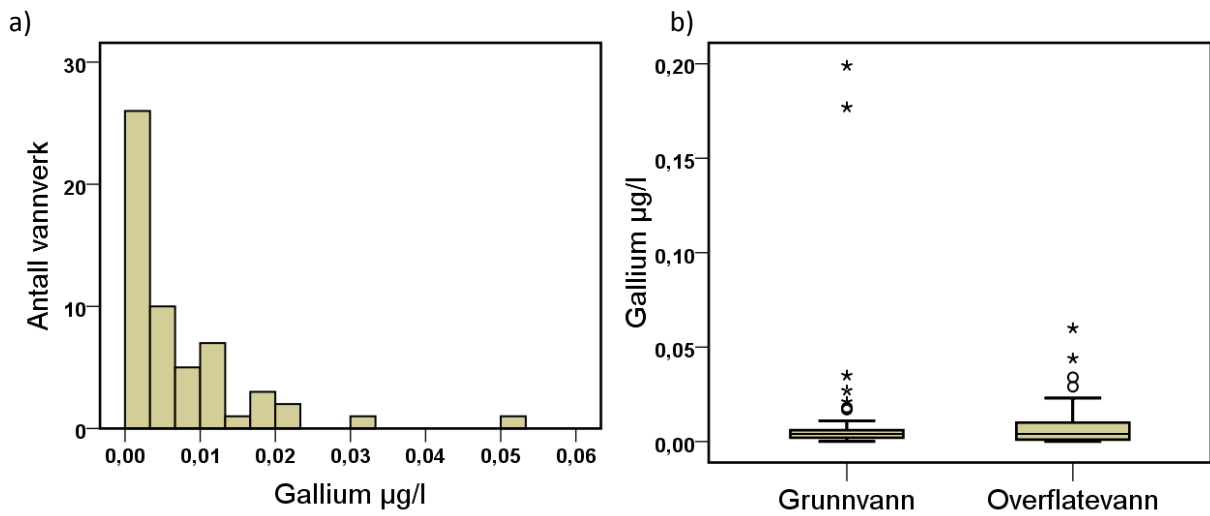 a)
30
20
10
0
Antall vannverk
0,00 0,01 0,02 0,03 0,04 0,05 0,06
Gallium µg/l
b)
0,20
0,15
0,10
0,05
0,00
Gallium µg/l
Grunnvann Overflatevann